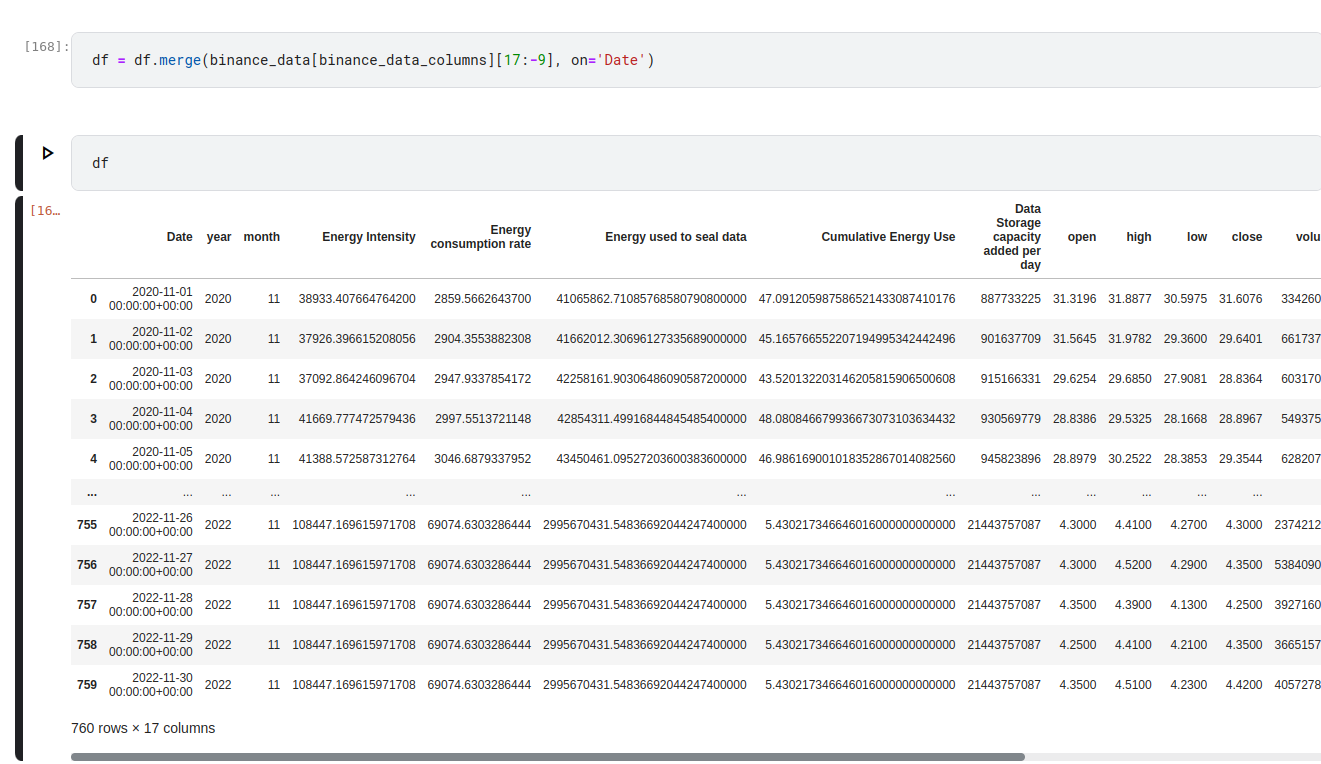 [168]:
df = df.merge(binance_data[binance_data_columns][17:-9], on='Date')
df
[16…
Date year month Energy Intensity Energy consumption rate Energy used to seal data Cumulative Energy Use Data Storage capacity added per day open high low close volu
0 2020-11-01 00:00:00+00:00 2020 11 38933.407664764200 2859.5662643700 41065862.71085768580790800000 47.091205987586521433087410176 887733225 31.3196 31.8877 30.5975 31.6076 334260
1 2020-11-02 00:00:00+00:00 2020 11 37926.396615208056 2904.3553882308 41662012.30696127335689000000 45.165766552207194995342442496 901637709 31.5645 31.9782 29.3600 29.6401 661737
2 2020-11-03 00:00:00+00:00 2020 11 37092.864246096704 2947.9337854172 42258161.90306486090587200000 43.520132203146205815906500608 915166331 29.6254 29.6850 27.9081 28.8364 603170
3 2020-11-04 00:00:00+00:00 2020 11 41669.777472579436 2997.5513721148 42854311.49916844845485400000 48.080846679936673073103634432 930569779 28.8386 29.5325 28.1668 28.8967 549375
4 2020-11-05 00:00:00+00:00 2020 11 41388.572587312764 3046.6879337952 43450461.09527203600383600000 46.986169001018352867014082560 945823896 28.8979 30.2522 28.3853 29.3544 628207
... ... ... ... ... ... ... ... ... ... ... ... ...
755 2022-11-26 00:00:00+00:00 2022 11 108447.169615971708 69074.6303286444 2995670431.54836692044247400000 5.430217346646016000000000000 21443757087 4.3000 4.4100 4.2700 4.3000 2374212
756 2022-11-27 00:00:00+00:00 2022 11 108447.169615971708 69074.6303286444 2995670431.54836692044247400000 5.430217346646016000000000000 21443757087 4.3000 4.5200 4.2900 4.3500 5384090
757 2022-11-28 00:00:00+00:00 2022 11 108447.169615971708 69074.6303286444 2995670431.54836692044247400000 5.430217346646016000000000000 21443757087 4.3500 4.3900 4.1300 4.2500 3927160
758 2022-11-29 00:00:00+00:00 2022 11 108447.169615971708 69074.6303286444 2995670431.54836692044247400000 5.430217346646016000000000000 21443757087 4.2500 4.4100 4.2100 4.3500 3665157
759 2022-11-30 00:00:00+00:00 2022 11 108447.169615971708 69074.6303286444 2995670431.54836692044247400000 5.430217346646016000000000000 21443757087 4.3500 4.5100 4.2300 4.4200 4057278
760 rows × 17 columns